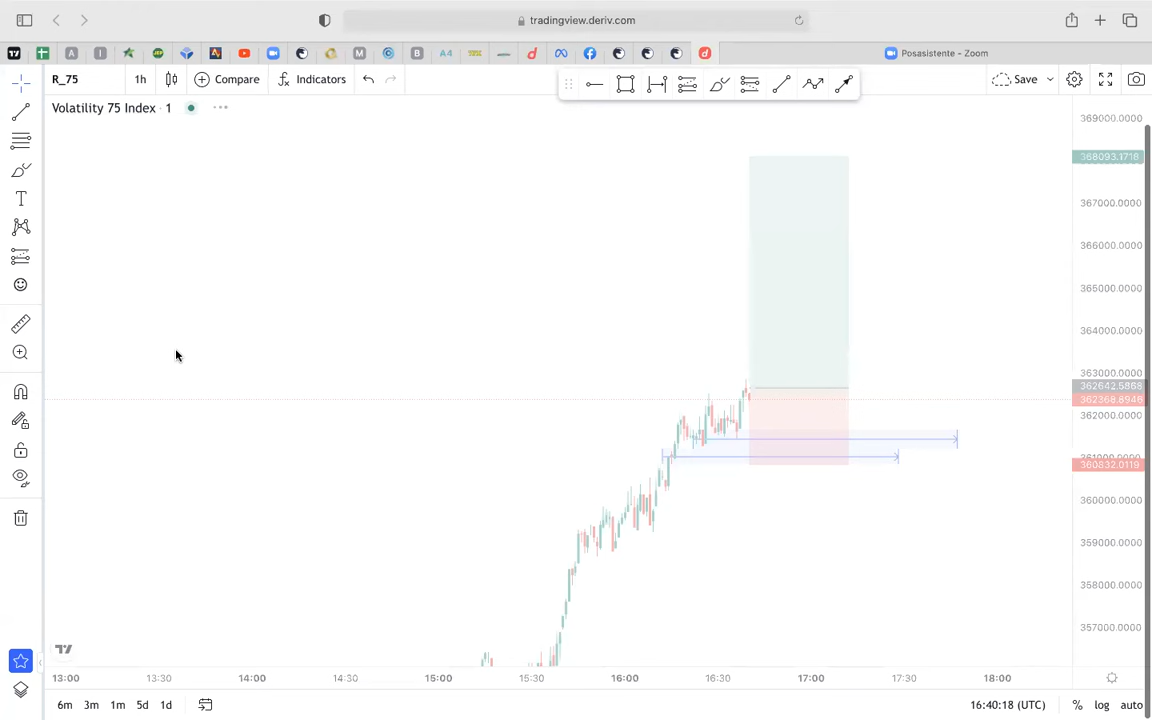 tradingview.deriv.com
A I JEP M B A4 Posasistente - Zoom
R_75 1h Compare Indicators Save
Volatility 75 Index · 1
369000.0000
368093.1718
367000.0000
366000.0000
365000.0000
364000.0000
363000.0000
362642.5868
362368.8946
362000.0000
361000.0000
360832.0119
360000.0000
359000.0000
358000.0000
357000.0000
13:00 13:30 14:00 14:30 15:00 15:30 16:00 16:30 17:00 17:30 18:00
6m 3m 1m 5d 1d 16:40:18 (UTC) % log auto